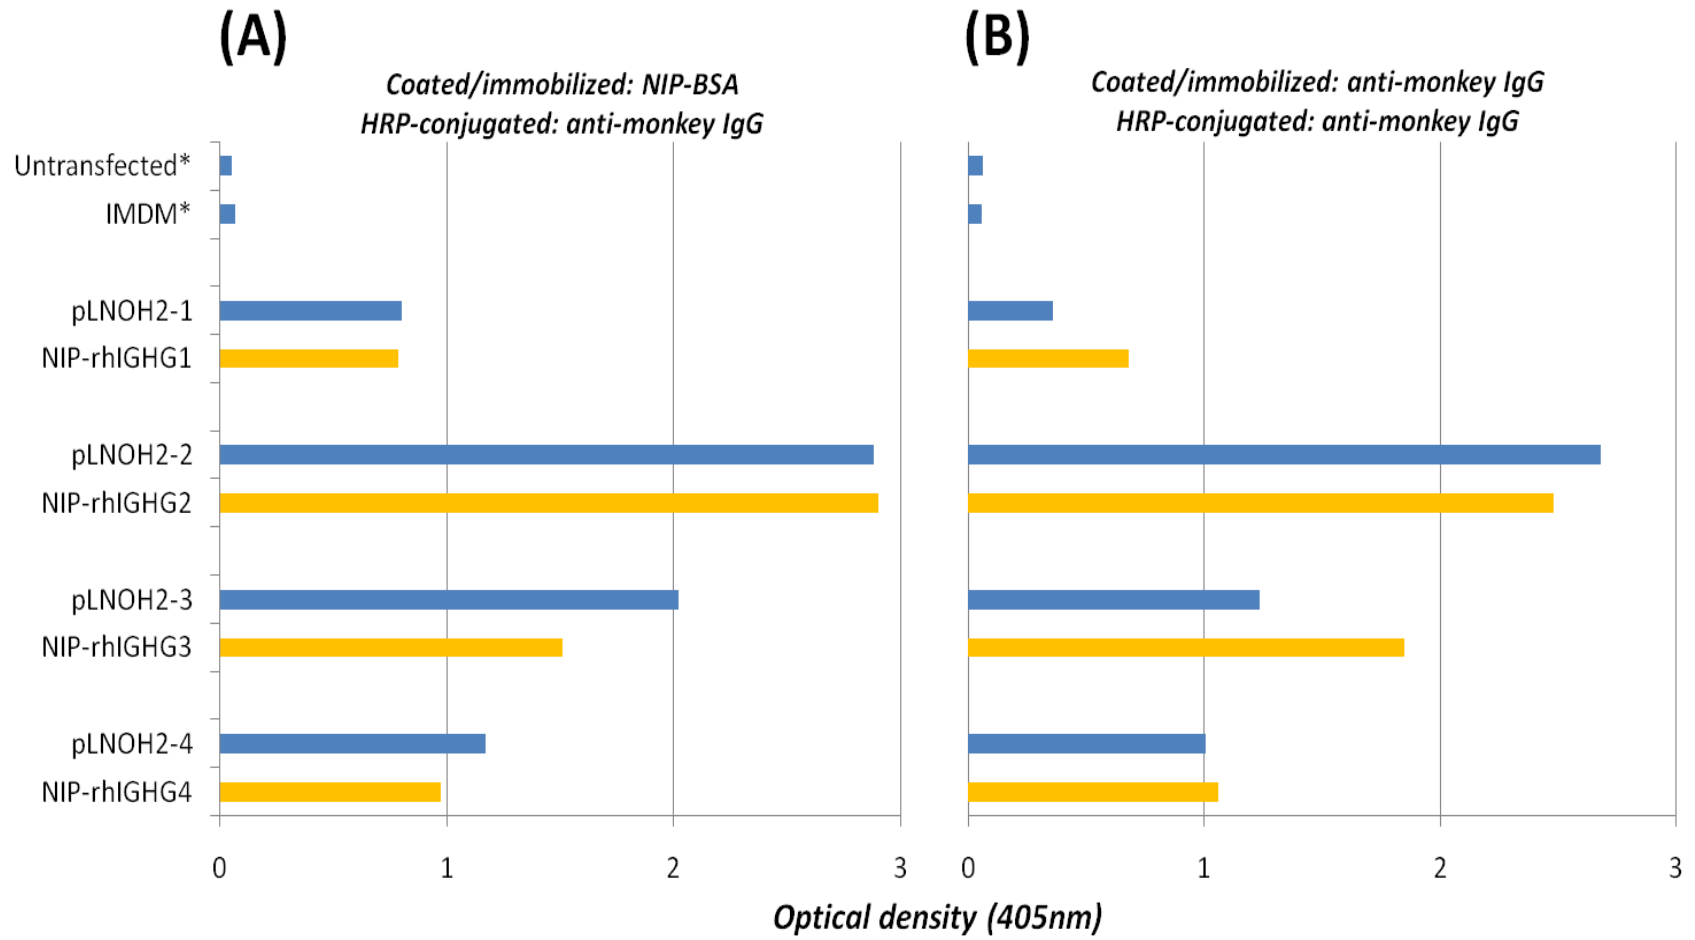 (A)
Coated/immobilized: NIP-BSA
HRP-conjugated: anti-monkey IgG
(B)
Coated/immobilized: anti-monkey IgG
HRP-conjugated: anti-monkey IgG
Untransfected*
IMDM*
pLNOH2-1
NIP-rhIGHG1
pLNOH2-2
NIP-rhIGHG2
pLNOH2-3
NIP-rhIGHG3
pLNOH2-4
NIP-rhIGHG4
0 1 2 3
0 1 2 3
Optical density (405nm)